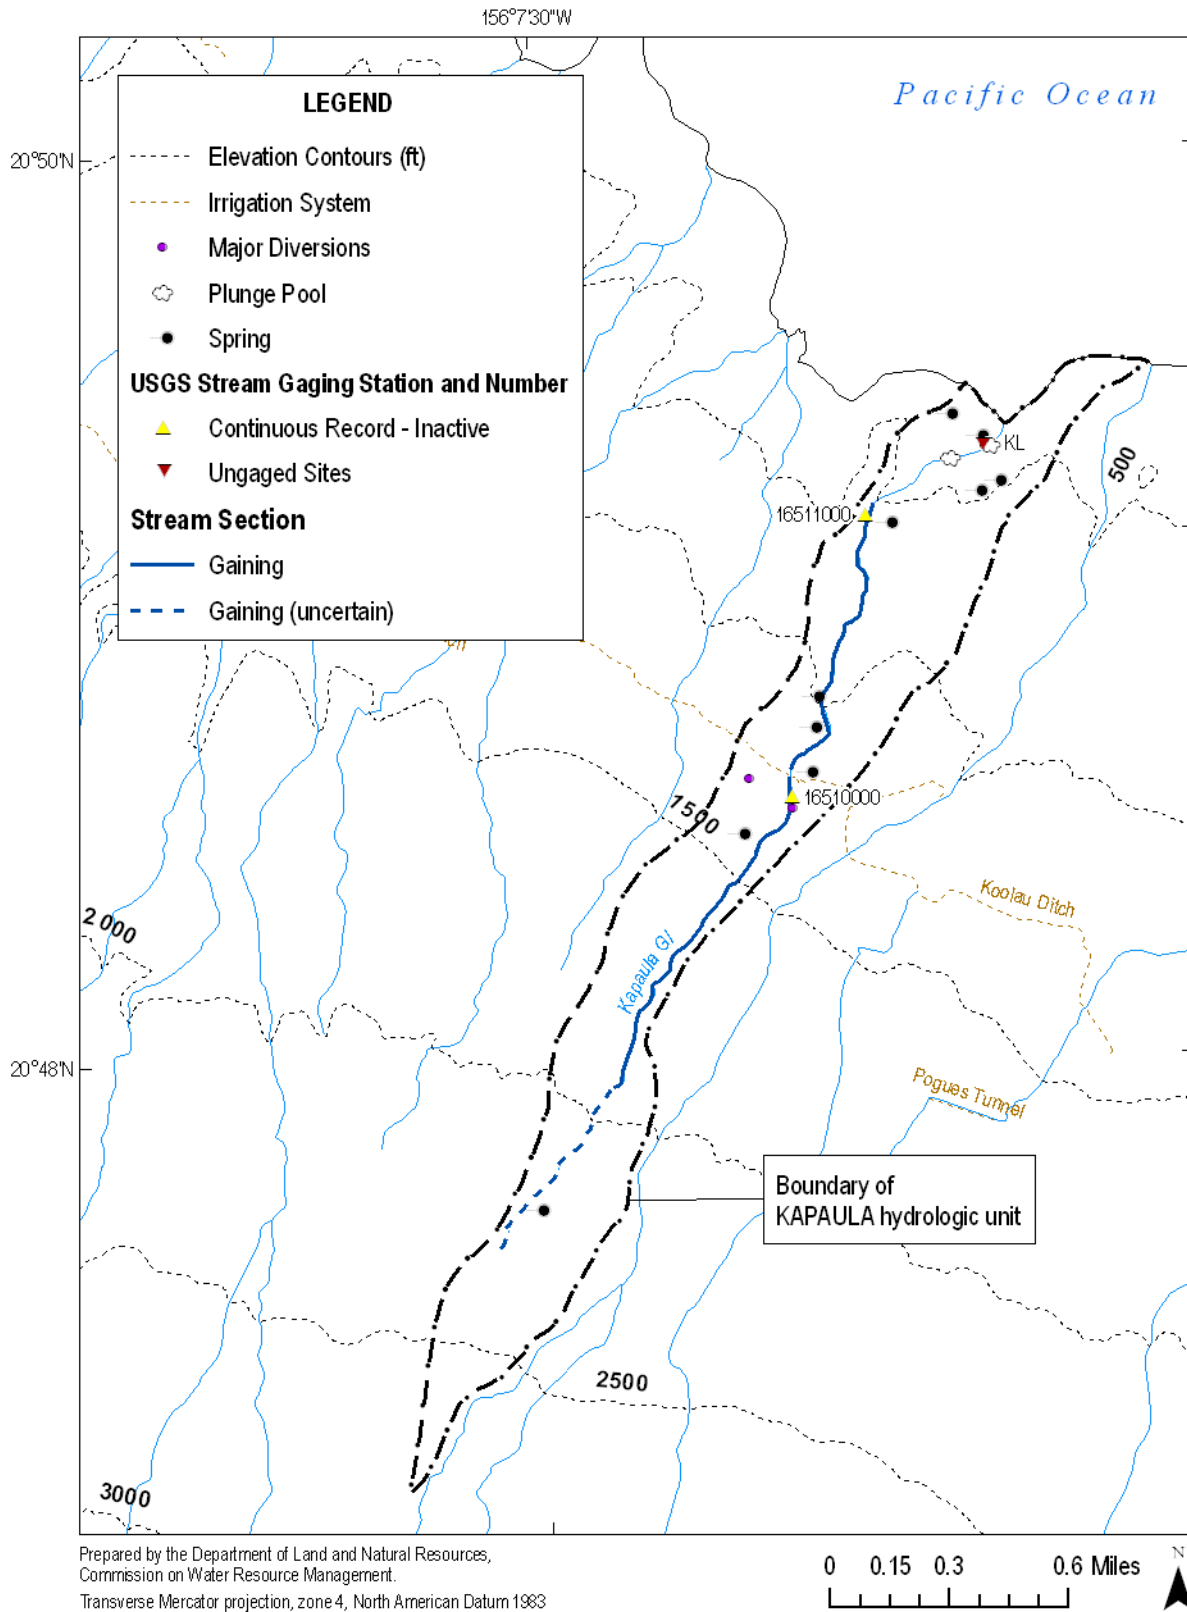 156°7'30"W
Pacific Ocean
LEGEND
20°50'N
Elevation Contours (ft)
Irrigation System
Major Diversions
Plunge Pool
Spring
USGS Stream Gaging Station and Number
Continuous Record - Inactive
Ungaged Sites
Stream Section
Gaining
Gaining (uncertain)
KL
500
16511000
16510000
1500
Koolau Ditch
2000
Kapaula Gl
20°48'N
Pogues Tunnel
Boundary of
KAPAULA hydrologic unit
2500
3000
Prepared by the Department of Land and Natural Resources,
Commission on Water Resource Management.
Transverse Mercator projection, zone 4, North American Datum 1983
0 0.15 0.3 0.6 Miles
N